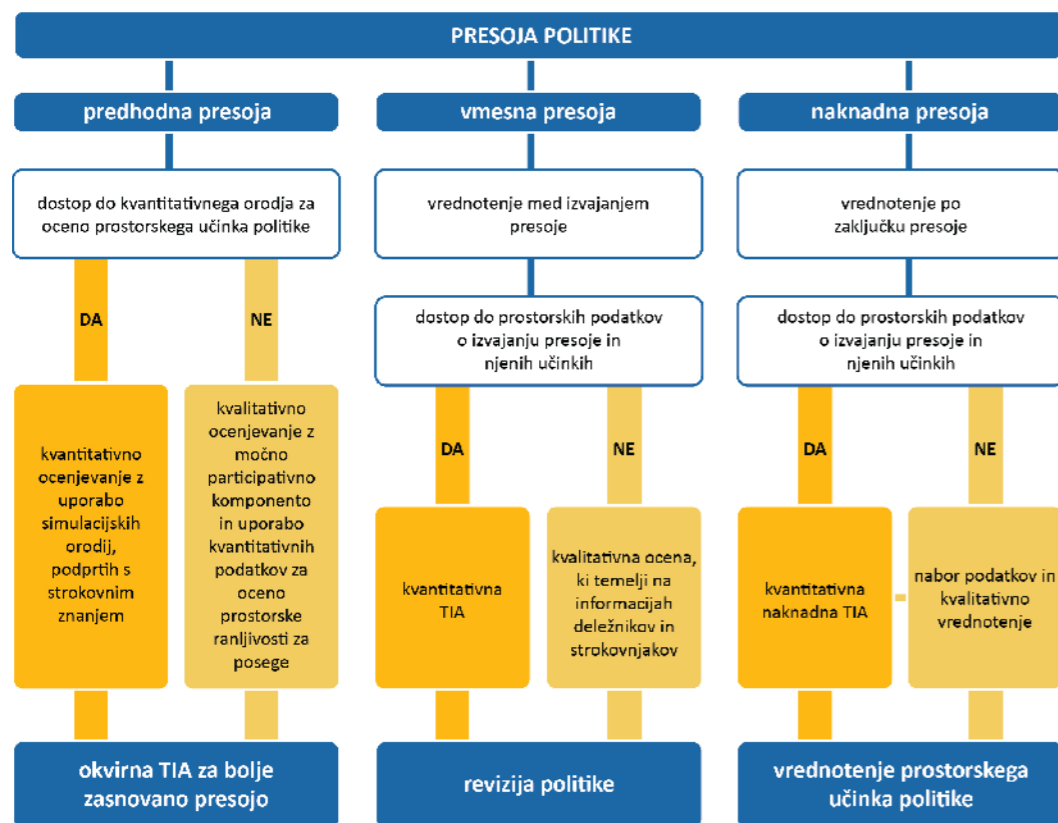 PRESOJA POLITIKE
predhodna presoja
dostop do kvantitativnega orodja za
oceno prostorskega učinka politike
DA
NE
kvantitativno
ocenjevanje z
uporabo
simulacijskih
orodij,
podprtih s
strokovnim
znanjem
kvalitativno
ocenjevanje z
močno
participativno
komponento
in uporabo
kvantitativnih
podatkov za
oceno
prostorske
ranljivosti za
posege
okvirna TIA za bolje
zasnovano presojo
vmesna presoja
vrednotenje med izvajanjem
presoje
dostop do prostorskih podatkov
o izvajanju presoje in
njenih učinkih
DA
NE
kvantitativna
TIA
kvalitativna ocena,
ki temelji na
informacijah
deležnikov in
strokovnjakov
revizija politike
naknadna presoja
vrednotenje po
zaključku presoje
dostop do prostorskih podatkov
o izvajanju presoje in
njenih učinkih
DA
NE
kvantitativna
naknadna TIA
nabor podatkov in
kvalitativno
vrednotenje
vrednotenje prostorskega
učinka politike